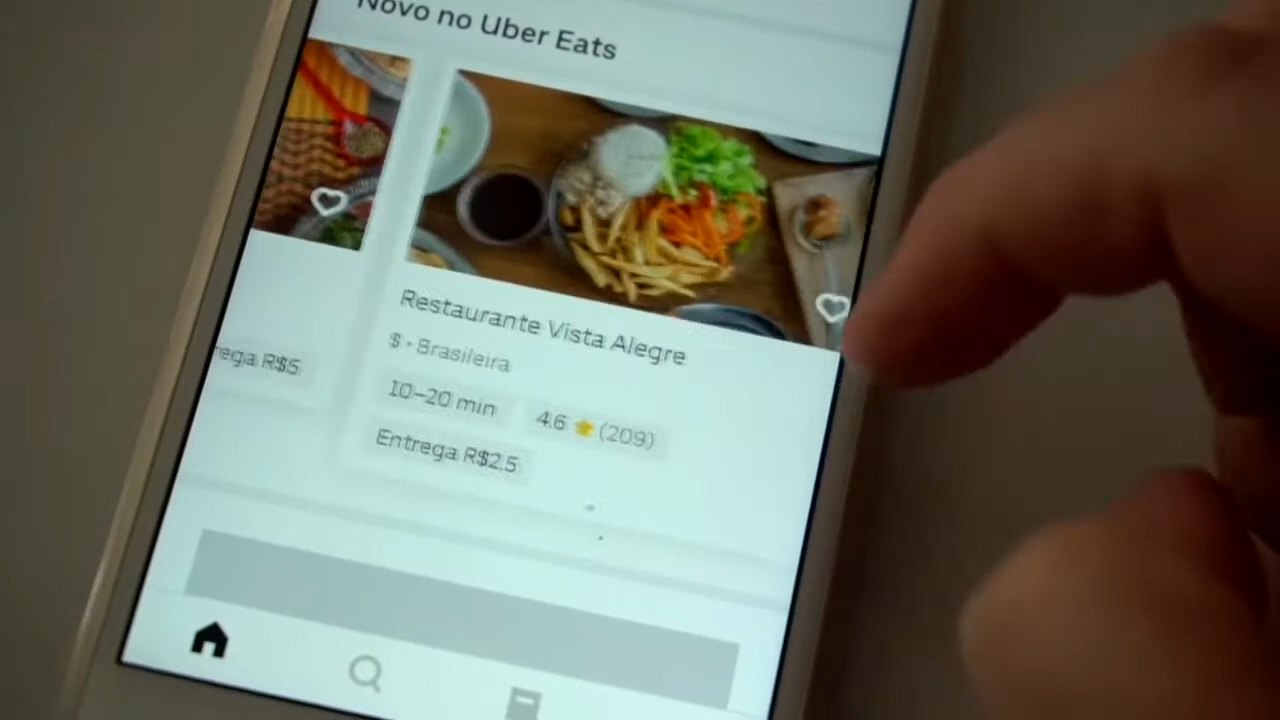 Novo no Uber Eats
Restaurante Vista Alegre
$ • Brasileira
rega R$5
10–20 min
4.6 ★ (209)
Entrega R$2.5